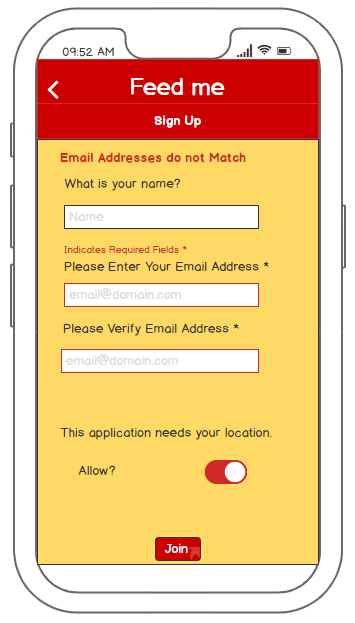 09:52 AM
Feed me
Sign Up
Email Addresses do not Match
What is your name?
Name
Indicates Required Fields *
Please Enter Your Email Address *
email@domain.com
Please Verify Email Address *
email@domain.com
This application needs your location.
Allow?
Join